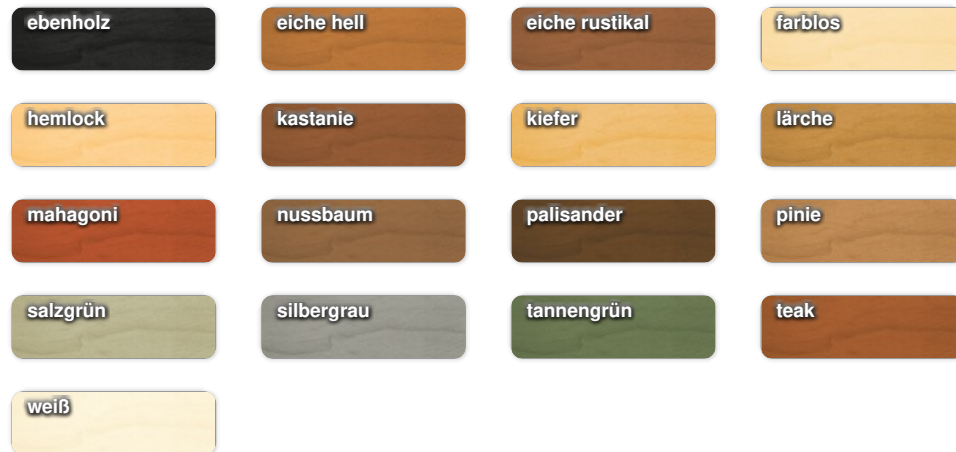 ebenholz
eiche hell
eiche rustikal
farblos
hemlock
kastanie
kiefer
lärche
mahagoni
nussbaum
palisander
pinie
salzgrün
silbergrau
tannengrün
teak
weiß